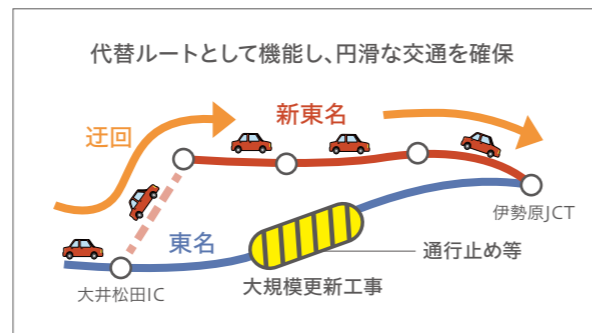 代替ルートとして機能し、円滑な交通を確保
新東名
迂回
伊勢原JCT
東名
通行止め等
大規模更新工事
大井松田IC